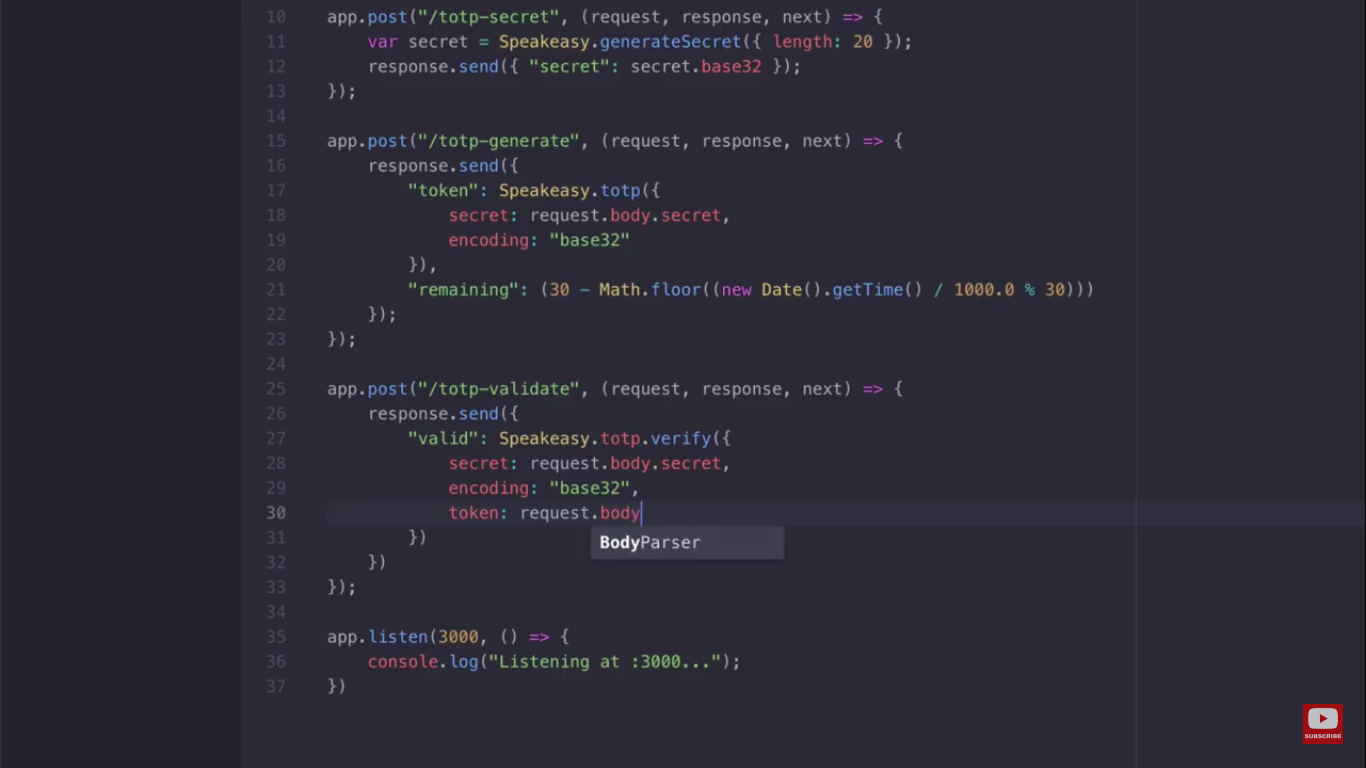 10 app.post("/totp-secret", (request, response, next) => {
11     var secret = Speakeasy.generateSecret({ length: 20 });
12     response.send({ "secret": secret.base32 });
13 });
14
15 app.post("/totp-generate", (request, response, next) => {
16     response.send({
17         "token": Speakeasy.totp({
18             secret: request.body.secret,
19             encoding: "base32"
20         }),
21         "remaining": (30 - Math.floor((new Date().getTime() / 1000.0 % 30)))
22     });
23 });
24
25 app.post("/totp-validate", (request, response, next) => {
26     response.send({
27         "valid": Speakeasy.totp.verify({
28             secret: request.body.secret,
29             encoding: "base32",
30             token: request.body
31         })
BodyParser
32     })
33 });
34
35 app.listen(3000, () => {
36     console.log("Listening at :3000...");
37 })
SUBSCRIBE